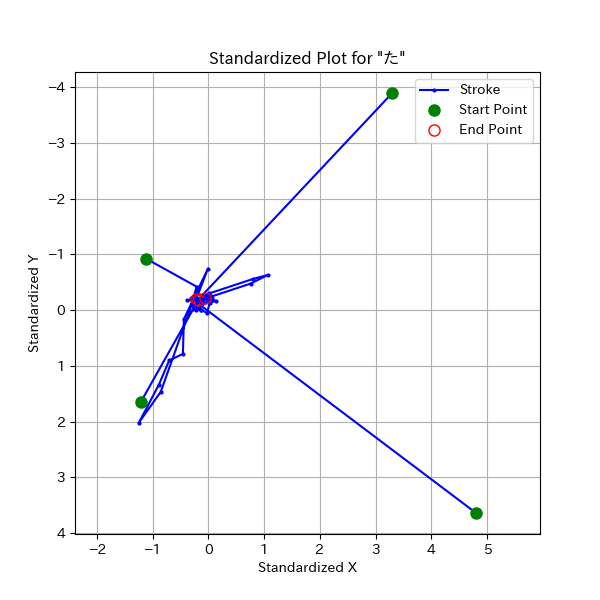 Standardized Plot for "た"
Stroke
Start Point
End Point
Standardized Y
−4
−3
−2
−1
0
1
2
3
4
−2 −1 0 1 2 3 4 5
Standardized X